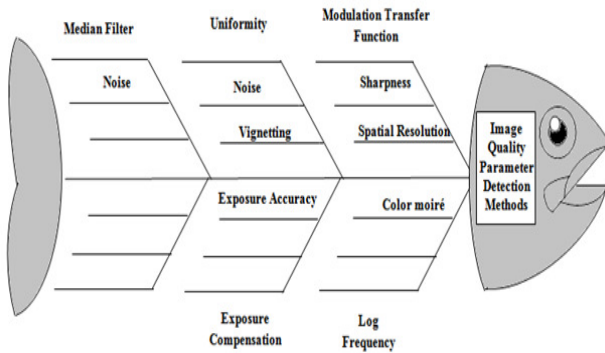 Median Filter
Uniformity
Modulation Transfer
Function
Noise
Noise
Sharpness
Vignetting
Spatial Resolution
Image
Quality
Parameter
Detection
Methods
Exposure Accuracy
Color moiré
Exposure
Compensation
Log
Frequency